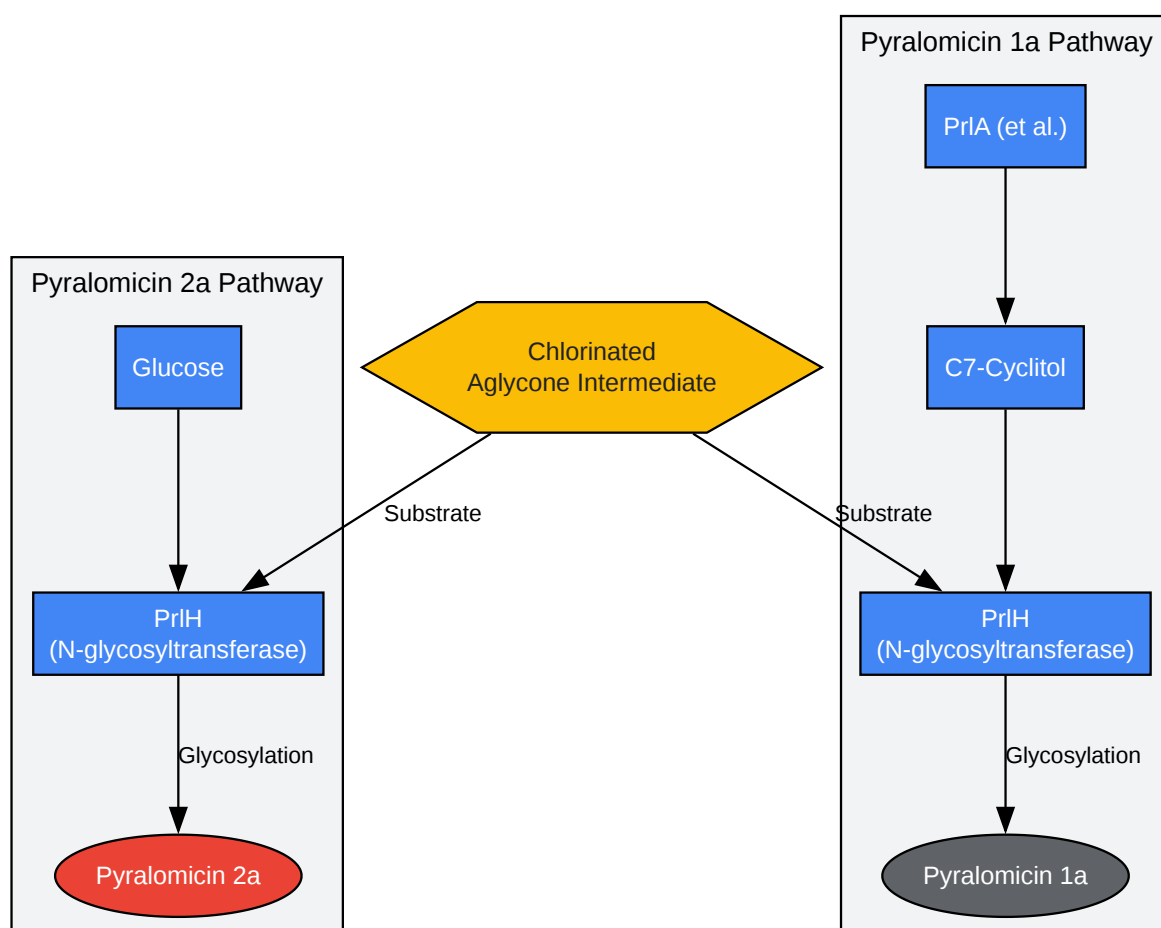 Pyralomicin 1a Pathway
PrlA (et al.)
Pyralomicin 2a Pathway
Glucose
Chlorinated
Aglycone Intermediate
C7-Cyclitol
Substrate
Substrate
PrlH
(N-glycosyltransferase)
PrlH
(N-glycosyltransferase)
Glycosylation
Glycosylation
Pyralomicin 2a
Pyralomicin 1a